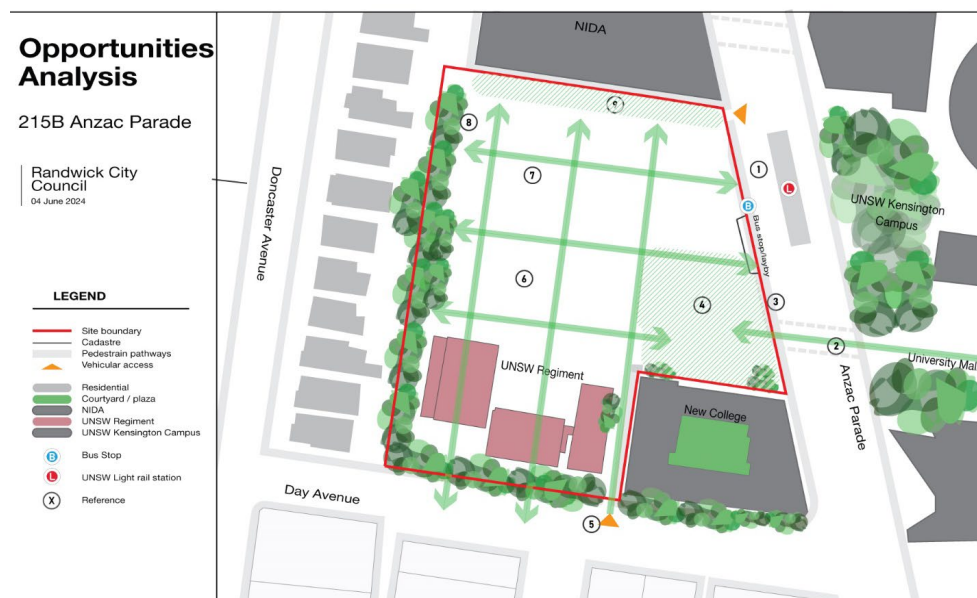 Opportunities
Analysis
215B Anzac Parade
Randwick City
Council
04 June 2024
LEGEND
Site boundary
Cadastre
Pedestrain pathways
Vehicular access
Residential
Courtyard / plaza
NIDA
UNSW Regiment
UNSW Kensington Campus
B
Bus Stop
L
UNSW Light rail station
X
Reference
NIDA
9
8
7
1
L
B
Bus stop/layby
UNSW Kensington
Campus
Doncaster Avenue
6
4
3
2
University Mal
UNSW Regiment
New College
Anzac Parade
Day Avenue
5